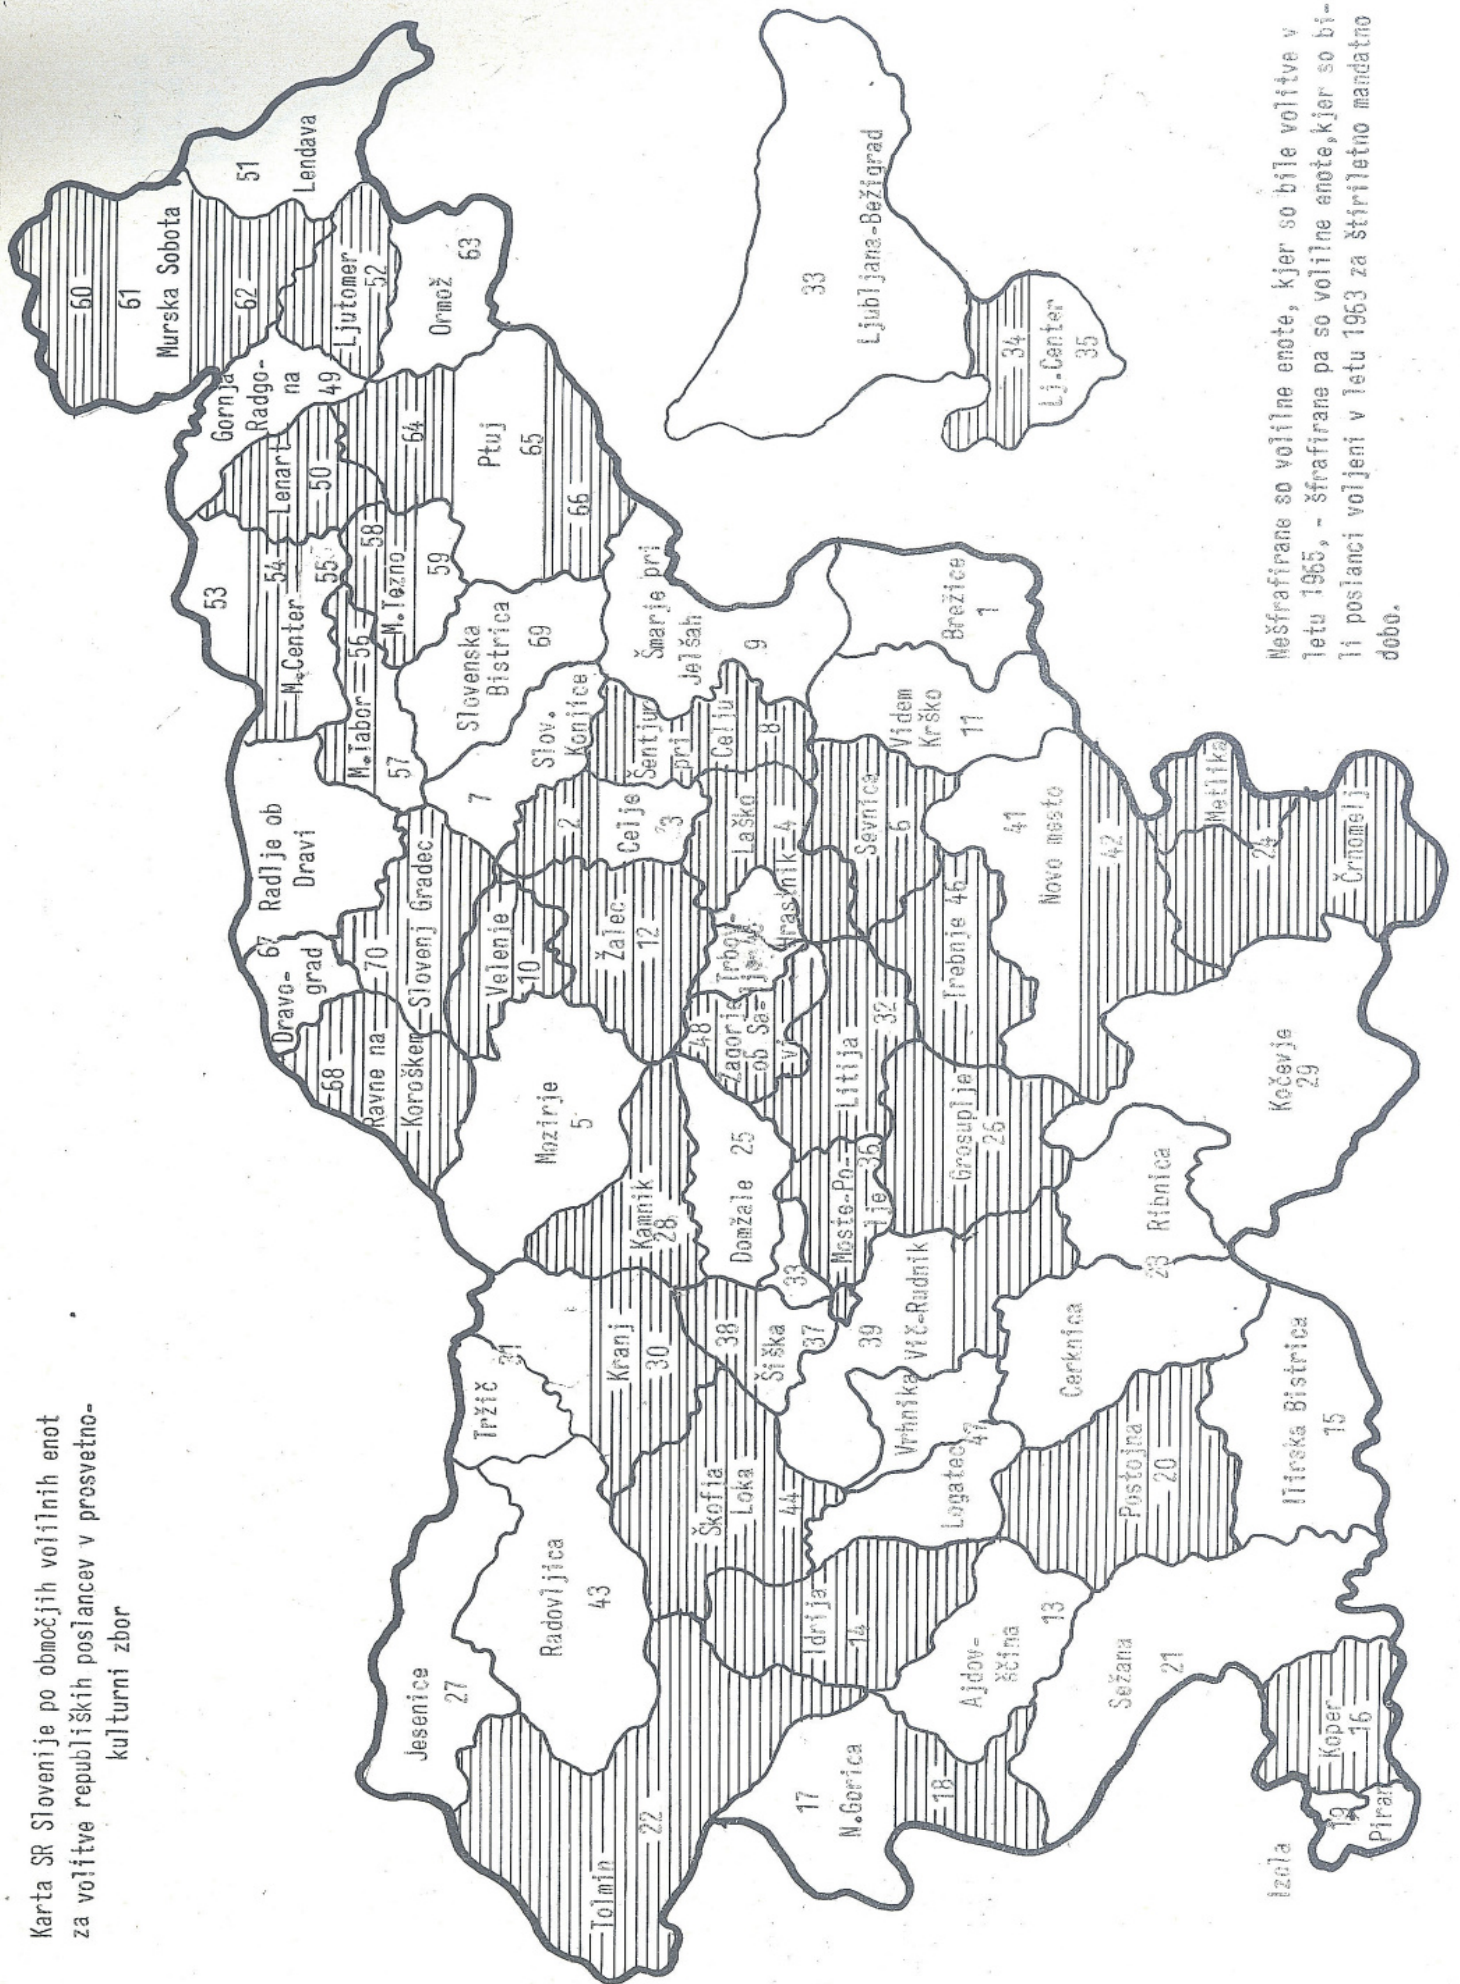 Karta SR Slovenije po območjih volilnih enot
za volitve republiških poslancev v prosvetno-
kulturni zbor
60
61
Murska Sobota
62
51
Lendava
Ljutomer
52
Ormož
63
Gornja
Radgo-
na
49
Lenart
50
53
54
M.Center
55
56
M.Tabor
57
58
M.Tezno
59
64
Ptuj
65
66
Slovenska
Bistrica
69
Slov.
Konjice
7
Šmarje pri
Jelšah
9
Šentjur
pri
Celju
8
Radlje ob
Dravi
67
Dravo-
grad
68
Ravne na
Koroškem
70
Slovenj Gradec
Velenje
10
Mozirje
5
Žalec
12
2
Celje
3
Laško
4
Hrastnik
Zagorje
ob Sa-
vi
48
Sevnica
6
Videm
Krško
11
Brežice
1
Jesenice
27
Radovljica
43
Tržič
31
Kranj
30
Kamnik
28
Domžale 25
33
Škofja
Loka
44
38
Šiška
37
Moste-Po-
lje
36
Litija
32
Trebnje 46
Novo mesto
41
42
Metlika
24
Črnomelj
Grosuplje
26
Vič-Rudnik
39
Vrhnika
47
Logatec
Cerknica
23
Ribnica
Kočevje
29
Tolmin
22
Idrija
14
17
N.Gorica
18
Ajdov-
ščina
13
Postojna
20
Ilirska Bistrica
15
Sežana
21
Koper
16
Izola
19
Piran
33
Ljubljana-Bežigrad
34
Lj.Center
35
Nešfrafirane so volilne enote, kjer so bile volitve v
letu 1965, - šfrafirane pa so volilne enote,kjer so bi-
li poslanci voljeni v letu 1963 za štiriletno mandatno
dobo.